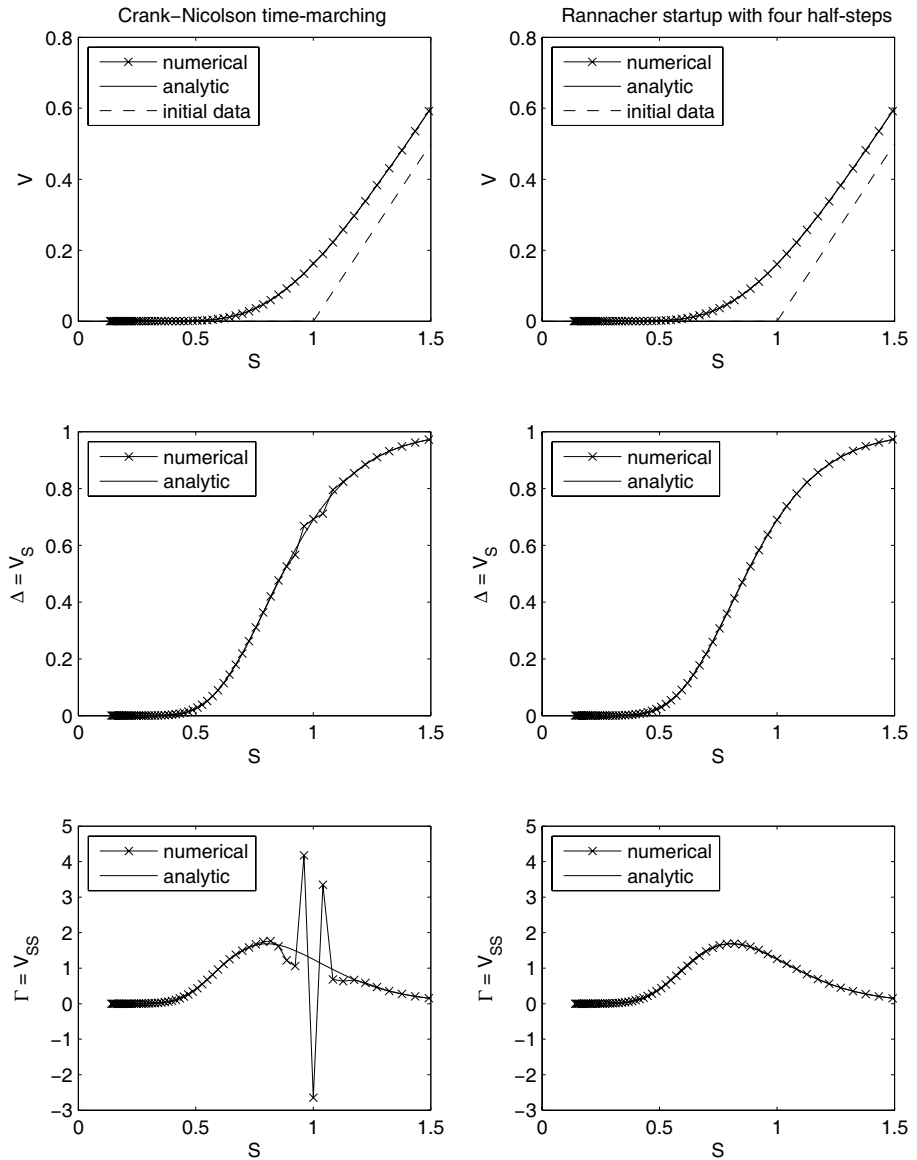 Crank−Nicolson time−marching
0.8
0.6
0.4
0.2
0
V
numerical
analytic
initial data
0 0.5 1 1.5
S
Rannacher startup with four half−steps
0.8
0.6
0.4
0.2
0
V
numerical
analytic
initial data
0 0.5 1 1.5
S
1
0.8
0.6
0.4
0.2
0
Δ = V_S
numerical
analytic
0 0.5 1 1.5
S
1
0.8
0.6
0.4
0.2
0
Δ = V_S
numerical
analytic
0 0.5 1 1.5
S
5
4
3
2
1
0
−1
−2
−3
Γ = V_SS
numerical
analytic
0 0.5 1 1.5
S
5
4
3
2
1
0
−1
−2
−3
Γ = V_SS
numerical
analytic
0 0.5 1 1.5
S